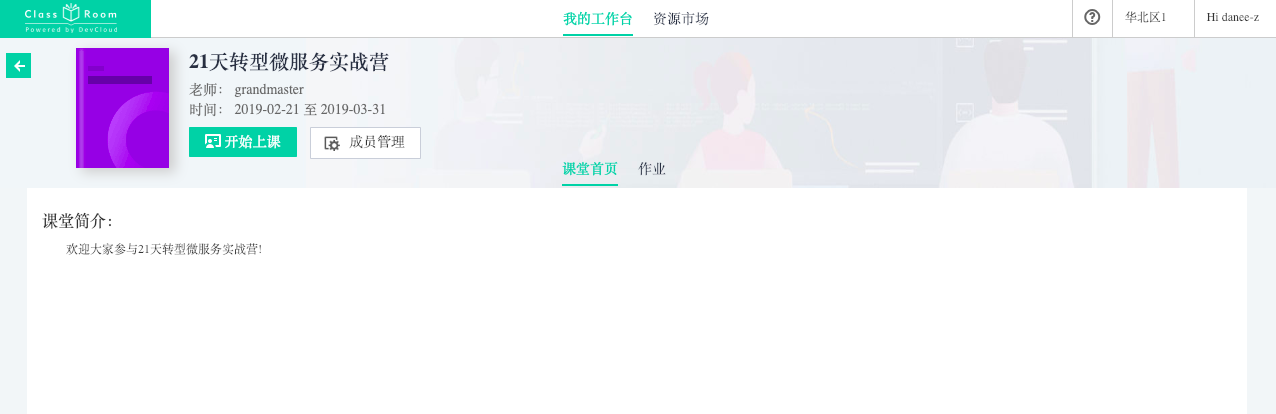 Class Room
Powered by DevCloud
我的工作台
资源市场
华北区1
Hi danee-z
21天转型微服务实战营
老师： grandmaster
时间： 2019-02-21 至 2019-03-31
开始上课
成员管理
课堂首页
作业
课堂简介：
欢迎大家参与21天转型微服务实战营!